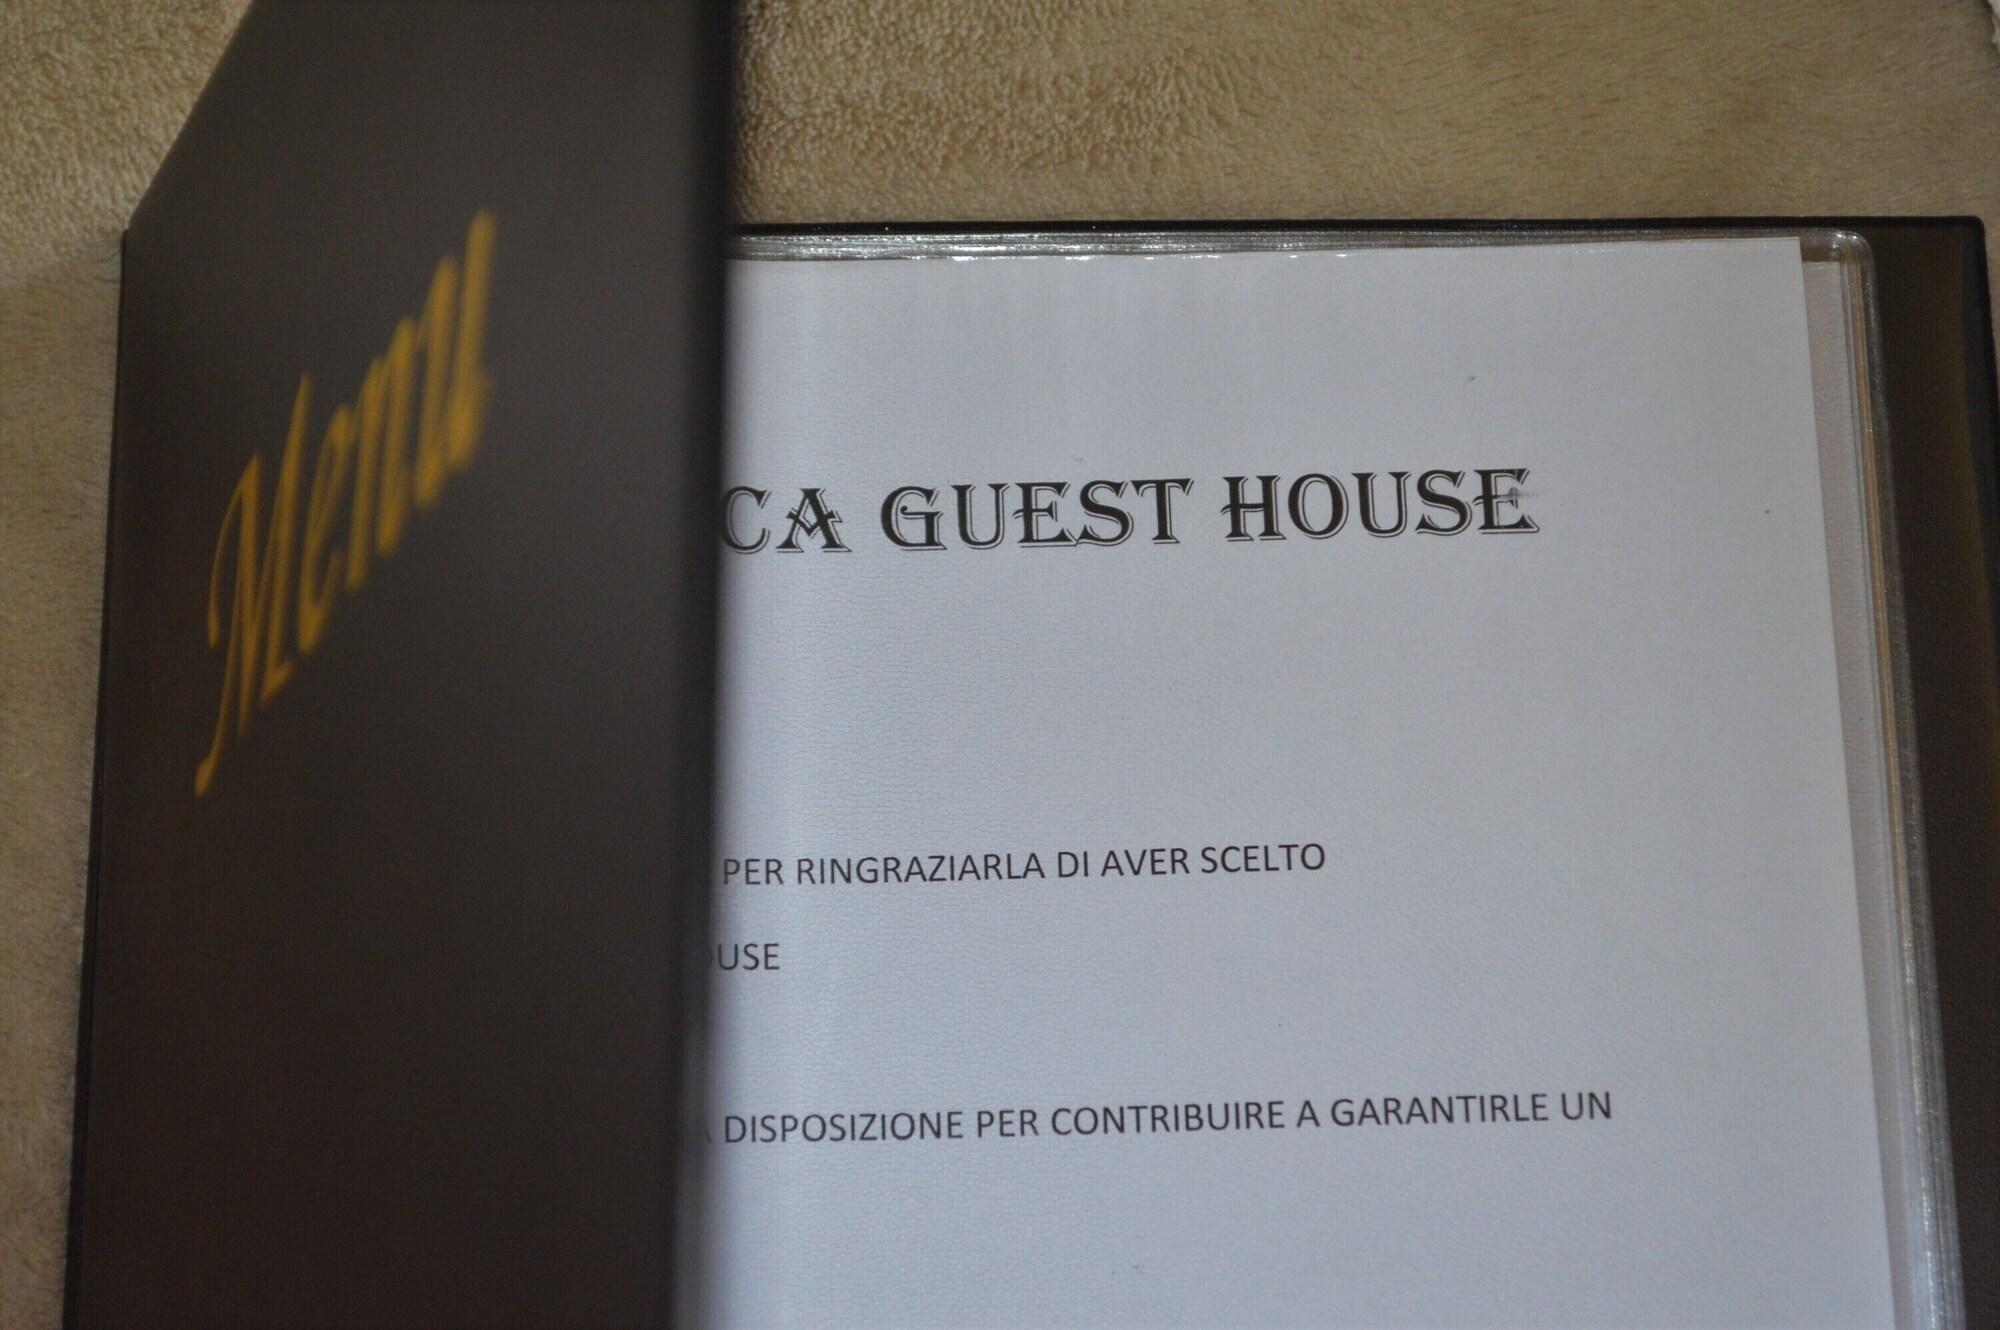 Menu
CA GUEST HOUSE
PER RINGRAZIARLA DI AVER SCELTO
USE
A DISPOSIZIONE PER CONTRIBUIRE A GARANTIRLE UN